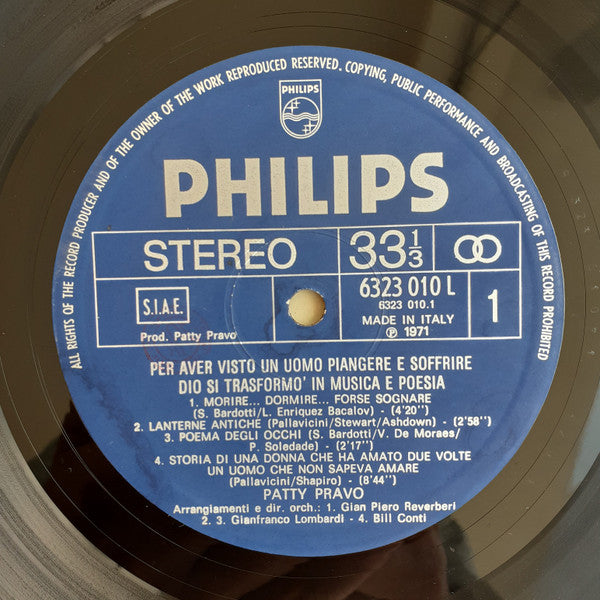 ALL RIGHTS OF THE RECORD PRODUCER AND OF THE OWNER OF THE WORK REPRODUCED RESERVED. COPYING, PUBLIC PERFORMANCE AND BROADCASTING OF THIS RECORD PROHIBITED
PHILIPS
PHILIPS
STEREO 33 1/3
S.I.A.E.
6323 010 L
6323 010.1
1
Prod. Patty Pravo
MADE IN ITALY
℗ 1971
PER AVER VISTO UN UOMO PIANGERE E SOFFRIRE
DIO SI TRASFORMO' IN MUSICA E POESIA
1. MORIRE... DORMIRE... FORSE SOGNARE
(S. Bardotti/L. Enriquez Bacalov) - (4'20'')
2. LANTERNE ANTICHE (Pallavicini/Stewart/Ashdown) - (2'58'')
3. POEMA DEGLI OCCHI (S. Bardotti/V. De Moraes/
P. Soledade) - (2'17'')
4. STORIA DI UNA DONNA CHE HA AMATO DUE VOLTE
UN UOMO CHE NON SAPEVA AMARE
(Pallavicini/Shapiro) - (8'44'')
PATTY PRAVO
Arrangiamenti e dir. orch.: 1. Gian Piero Reverberi
2. 3. Gianfranco Lombardi - 4. Bill Conti